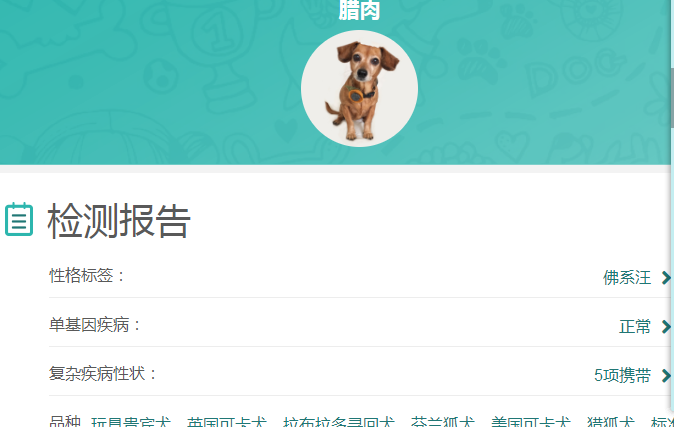 腊肉
检测报告
性格标签： 佛系汪
单基因疾病： 正常
复杂疾病性状： 5项携带
品种 玩具贵宾犬、英国可卡犬、拉布拉多寻回犬、芬兰狐犬、美国可卡犬、猎狐犬、标准